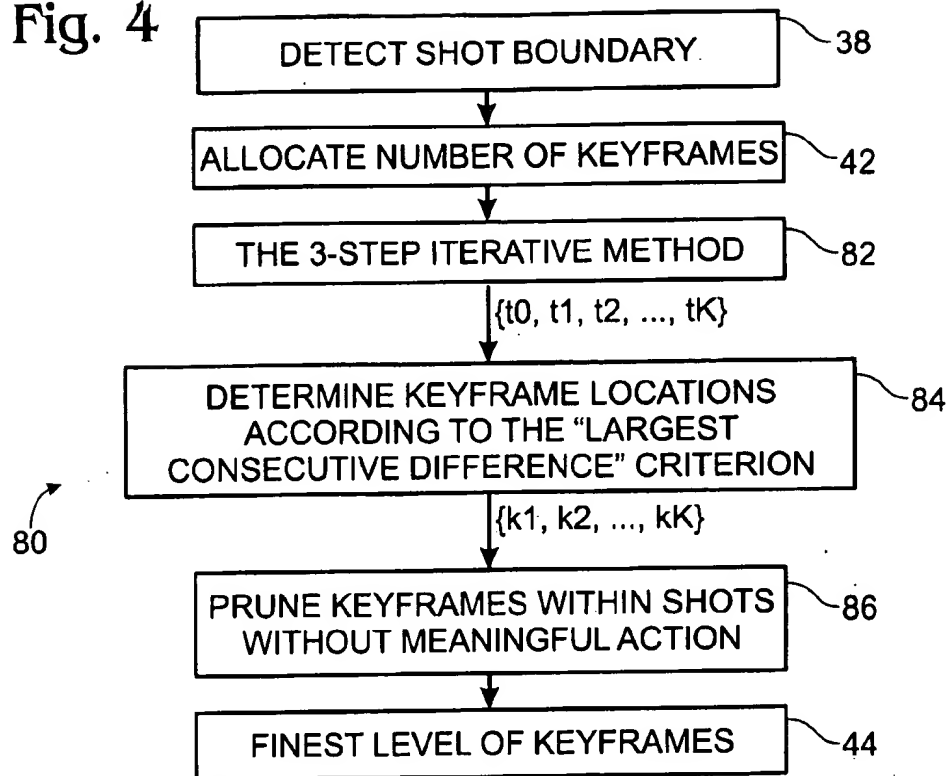 Fig. 4
DETECT SHOT BOUNDARY
38
ALLOCATE NUMBER OF KEYFRAMES
42
THE 3-STEP ITERATIVE METHOD
82
{t0, t1, t2, ..., tK}
DETERMINE KEYFRAME LOCATIONS
ACCORDING TO THE “LARGEST
CONSECUTIVE DIFFERENCE” CRITERION
84
80
{k1, k2, ..., kK}
PRUNE KEYFRAMES WITHIN SHOTS
WITHOUT MEANINGFUL ACTION
86
FINEST LEVEL OF KEYFRAMES
44